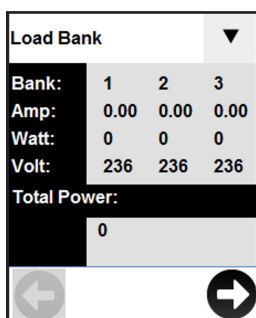 Load Bank ▼
Bank: 1 2 3
Amp: 0.00 0.00 0.00
Watt: 0 0 0
Volt: 236 236 236
Total Power:
0